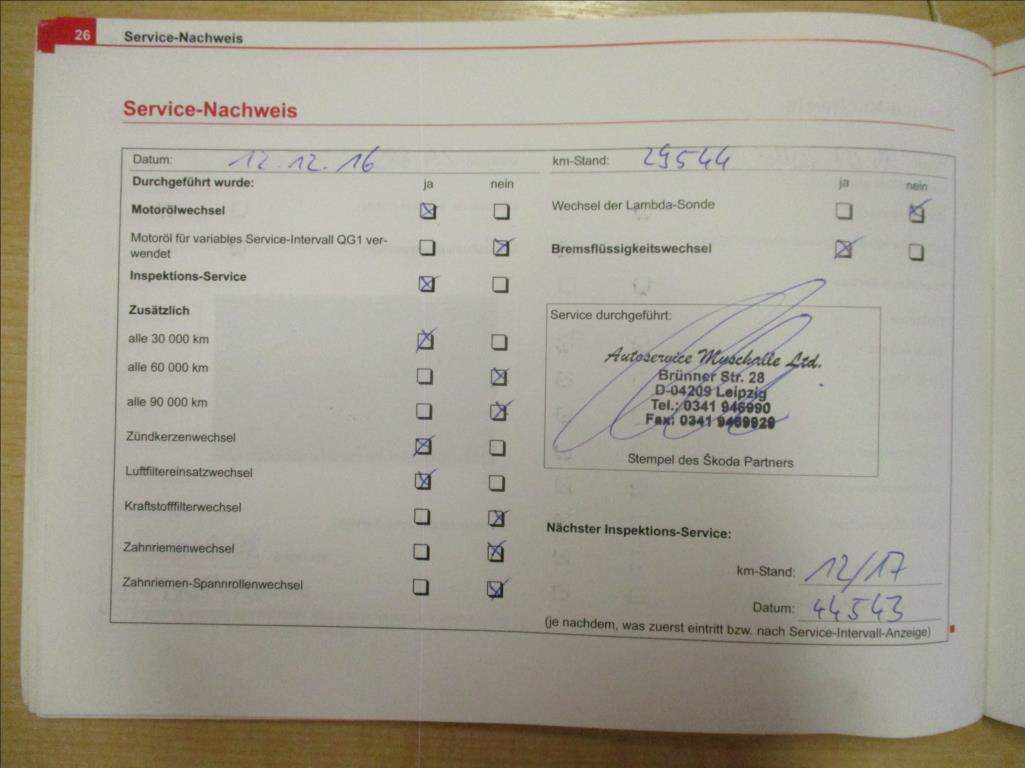 26 Service-Nachweis
Service-Nachweis
Datum: 12.12.16
Durchgeführt wurde: ja nein
Motorölwechsel
Motoröl für variables Service-Intervall QG1 ver-
wendet
Inspektions-Service
Zusätzlich
alle 30 000 km
alle 60 000 km
alle 90 000 km
Zündkerzenwechsel
Luftfiltereinsatzwechsel
Kraftstofffilterwechsel
Zahnriemenwechsel
Zahnriemen-Spannrollenwechsel
km-Stand: 29544
ja nein
Wechsel der Lambda-Sonde
Bremsflüssigkeitswechsel
Service durchgeführt:
Autoservice Muschalle Ltd.
Brünner Str. 28
D-04209 Leipzig
Tel.: 0341 946990
Fax: 0341 9469929
Stempel des Škoda Partners
Nächster Inspektions-Service:
km-Stand: 12/17
Datum: 44543
(je nachdem, was zuerst eintritt bzw. nach Service-Intervall-Anzeige)